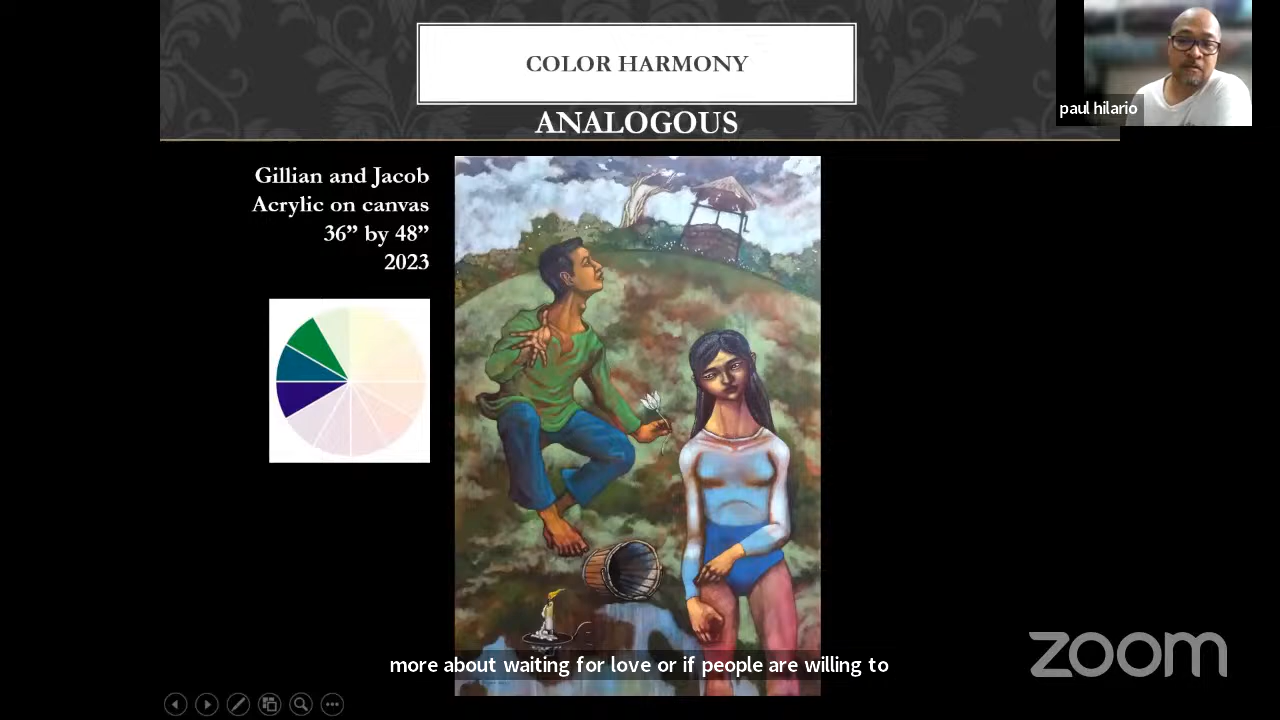 COLOR HARMONY
ANALOGOUS
paul hilario
Gillian and Jacob
Acrylic on canvas
36” by 48”
2023
more about waiting for love or if people are willing to
zoom